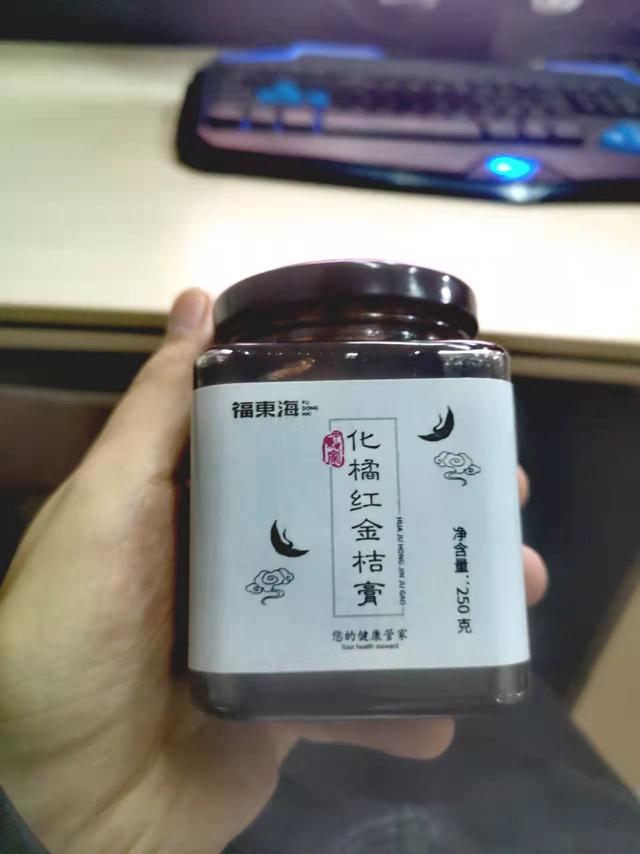 福東海
FU
DONG
HAI
化橘红金桔膏
HUA JU HONG JIN JU GAO
净含量：250克
您的健康管家
Your health steward